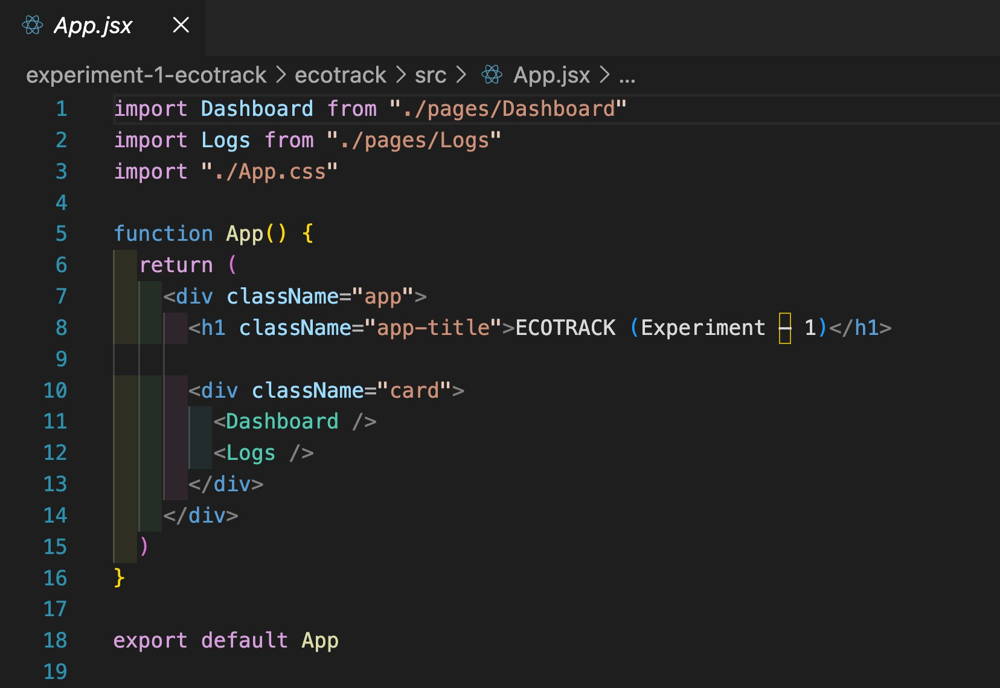 App.jsx
experiment-1-ecotrack > ecotrack > src > App.jsx > ...
1 import Dashboard from "./pages/Dashboard"
2 import Logs from "./pages/Logs"
3 import "./App.css"
4
5 function App() {
6   return (
7     <div className="app">
8       <h1 className="app-title">ECOTRACK (Experiment – 1)</h1>
9
10       <div className="card">
11         <Dashboard />
12         <Logs />
13       </div>
14     </div>
15   )
16 }
17
18 export default App
19